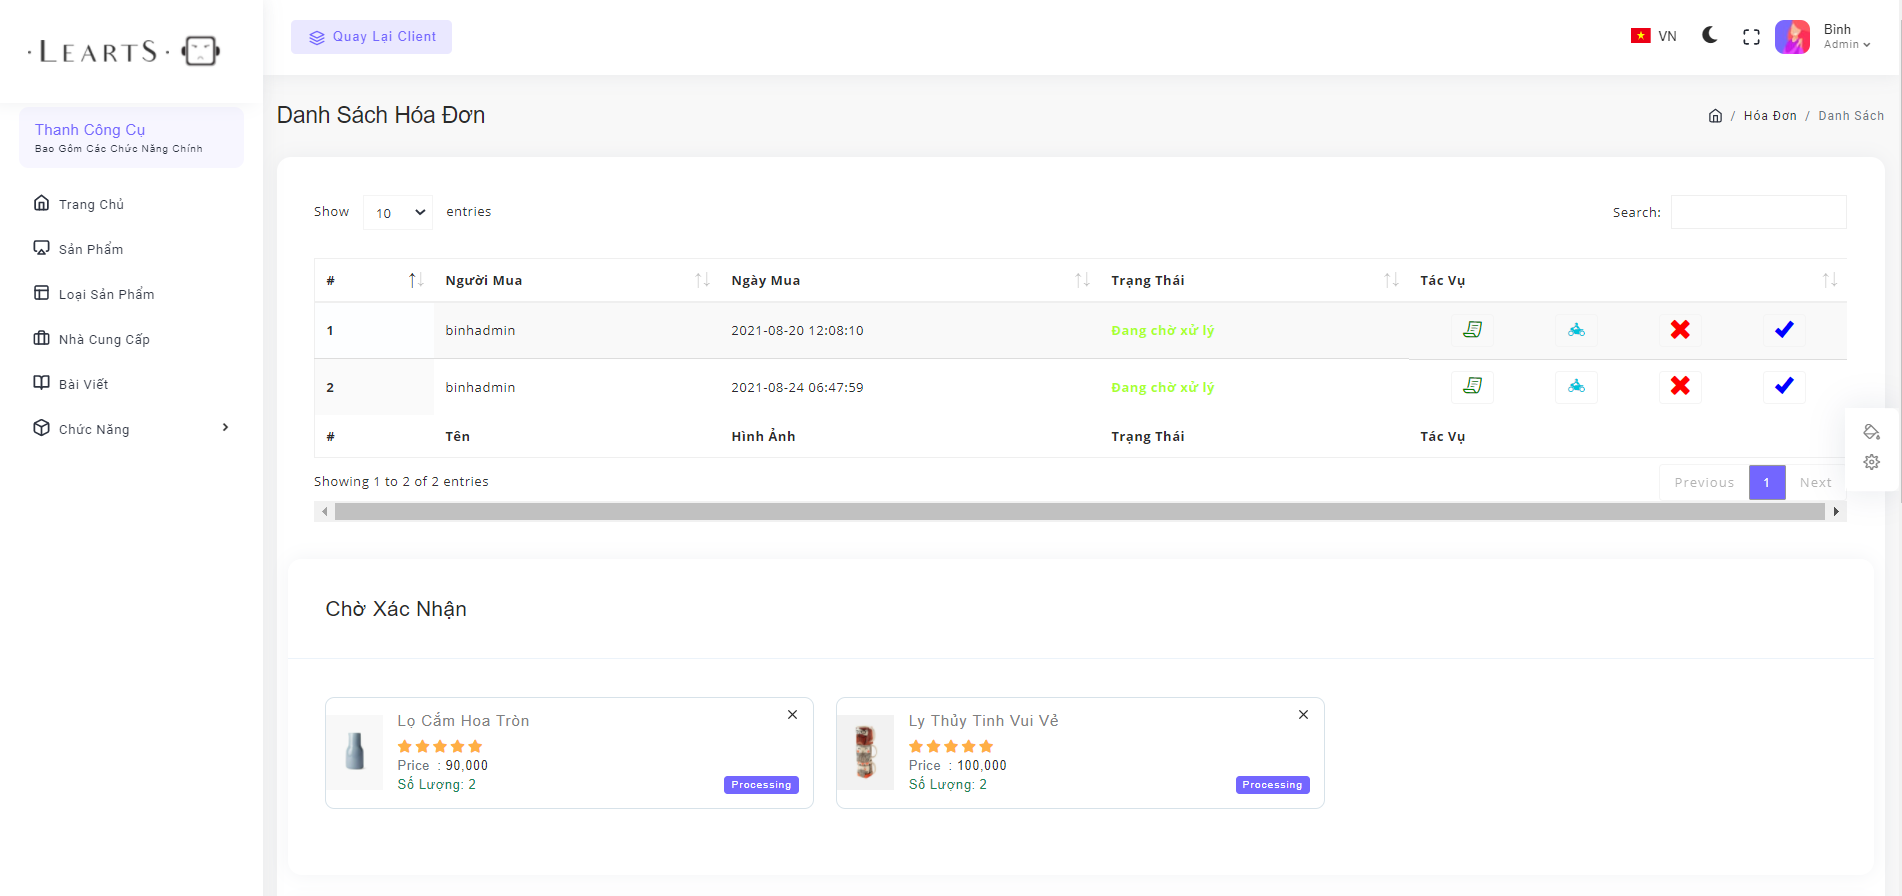 · LEARTS ·
Quay Lại Client
VN
Bình
Admin
Thanh Công Cụ
Bao Gôm Các Chức Năng Chính
Trang Chủ
Sản Phẩm
Loại Sản Phẩm
Nhà Cung Cấp
Bài Viết
Chức Năng
Danh Sách Hóa Đơn
/ Hóa Đơn / Danh Sách
Show 10 entries
Search:
# Người Mua Ngày Mua Trạng Thái Tác Vụ
1 binhadmin 2021-08-20 12:08:10 Đang chờ xử lý
2 binhadmin 2021-08-24 06:47:59 Đang chờ xử lý
# Tên Hình Ảnh Trạng Thái Tác Vụ
Showing 1 to 2 of 2 entries
Previous 1 Next
Chờ Xác Nhận
Lọ Cắm Hoa Tròn
Price : 90,000
Số Lượng: 2
Processing
Ly Thủy Tinh Vui Vẻ
Price : 100,000
Số Lượng: 2
Processing